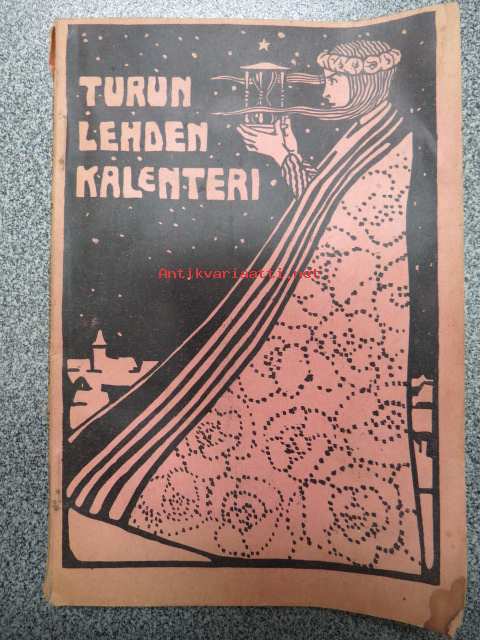 TURUN
LEHDEN
KALENTERI
Antikvariaatti.net